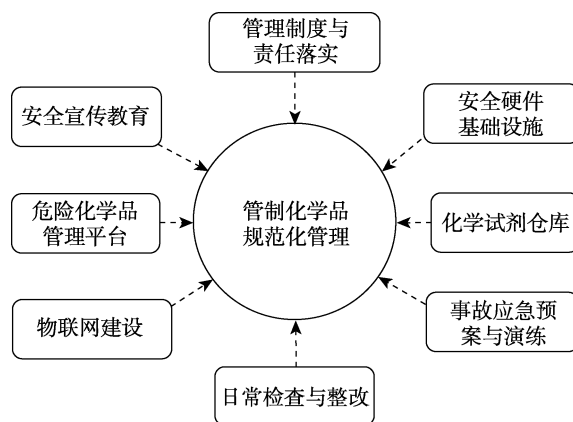 管理制度与
责任落实
安全宣传教育
安全硬件
基础设施
危险化学品
管理平台
管制化学品
规范化管理
化学试剂仓库
物联网建设
事故应急预
案与演练
日常检查与整改